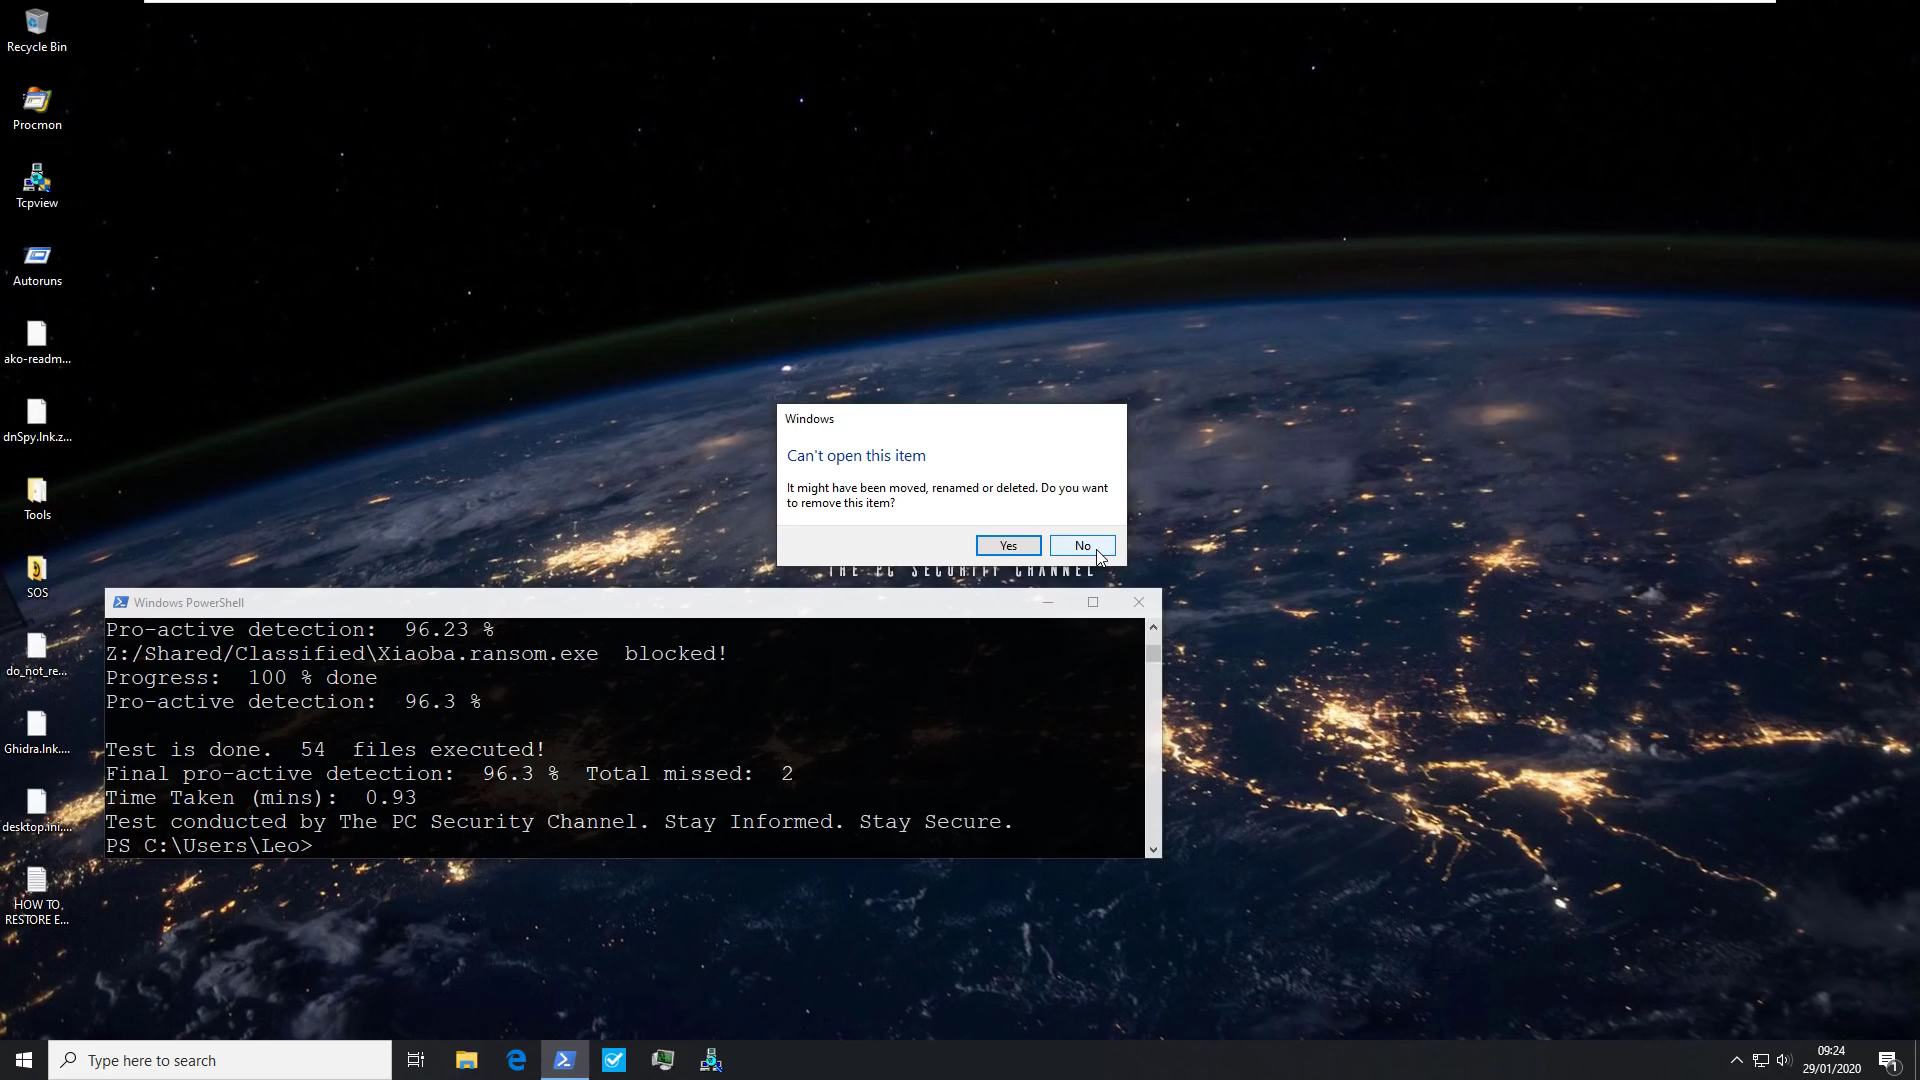 Recycle Bin
Procmon
Tcpview
Autoruns
ako-readm...
dnSpy.lnk.z...
Tools
SOS
do_not_re...
Ghidra.lnk....
desktop.ini....
HOW TO
RESTORE E...
Windows
Can't open this item
It might have been moved, renamed or deleted. Do you want
to remove this item?
Yes
No
THE PC SECURITY CHANNEL
Windows PowerShell
Pro-active detection:  96.23 %
Z:/Shared/Classified\Xiaoba.ransom.exe  blocked!
Progress:  100 % done
Pro-active detection:  96.3 %
Test is done.  54  files executed!
Final pro-active detection:  96.3 %  Total missed:  2
Time Taken (mins):  0.93
Test conducted by The PC Security Channel. Stay Informed. Stay Secure.
PS C:\Users\Leo>
Type here to search
09:24
29/01/2020
1